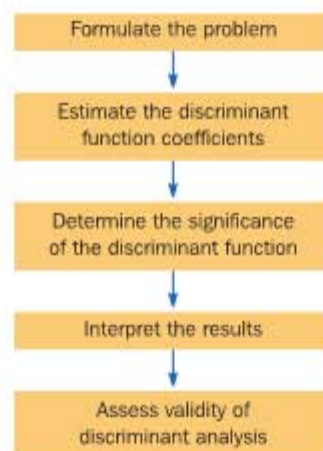 Formulate the problem
Estimate the discriminant
function coefficients
Determine the significance
of the discriminant function
Interpret the results
Assess validity of
discriminant analysis